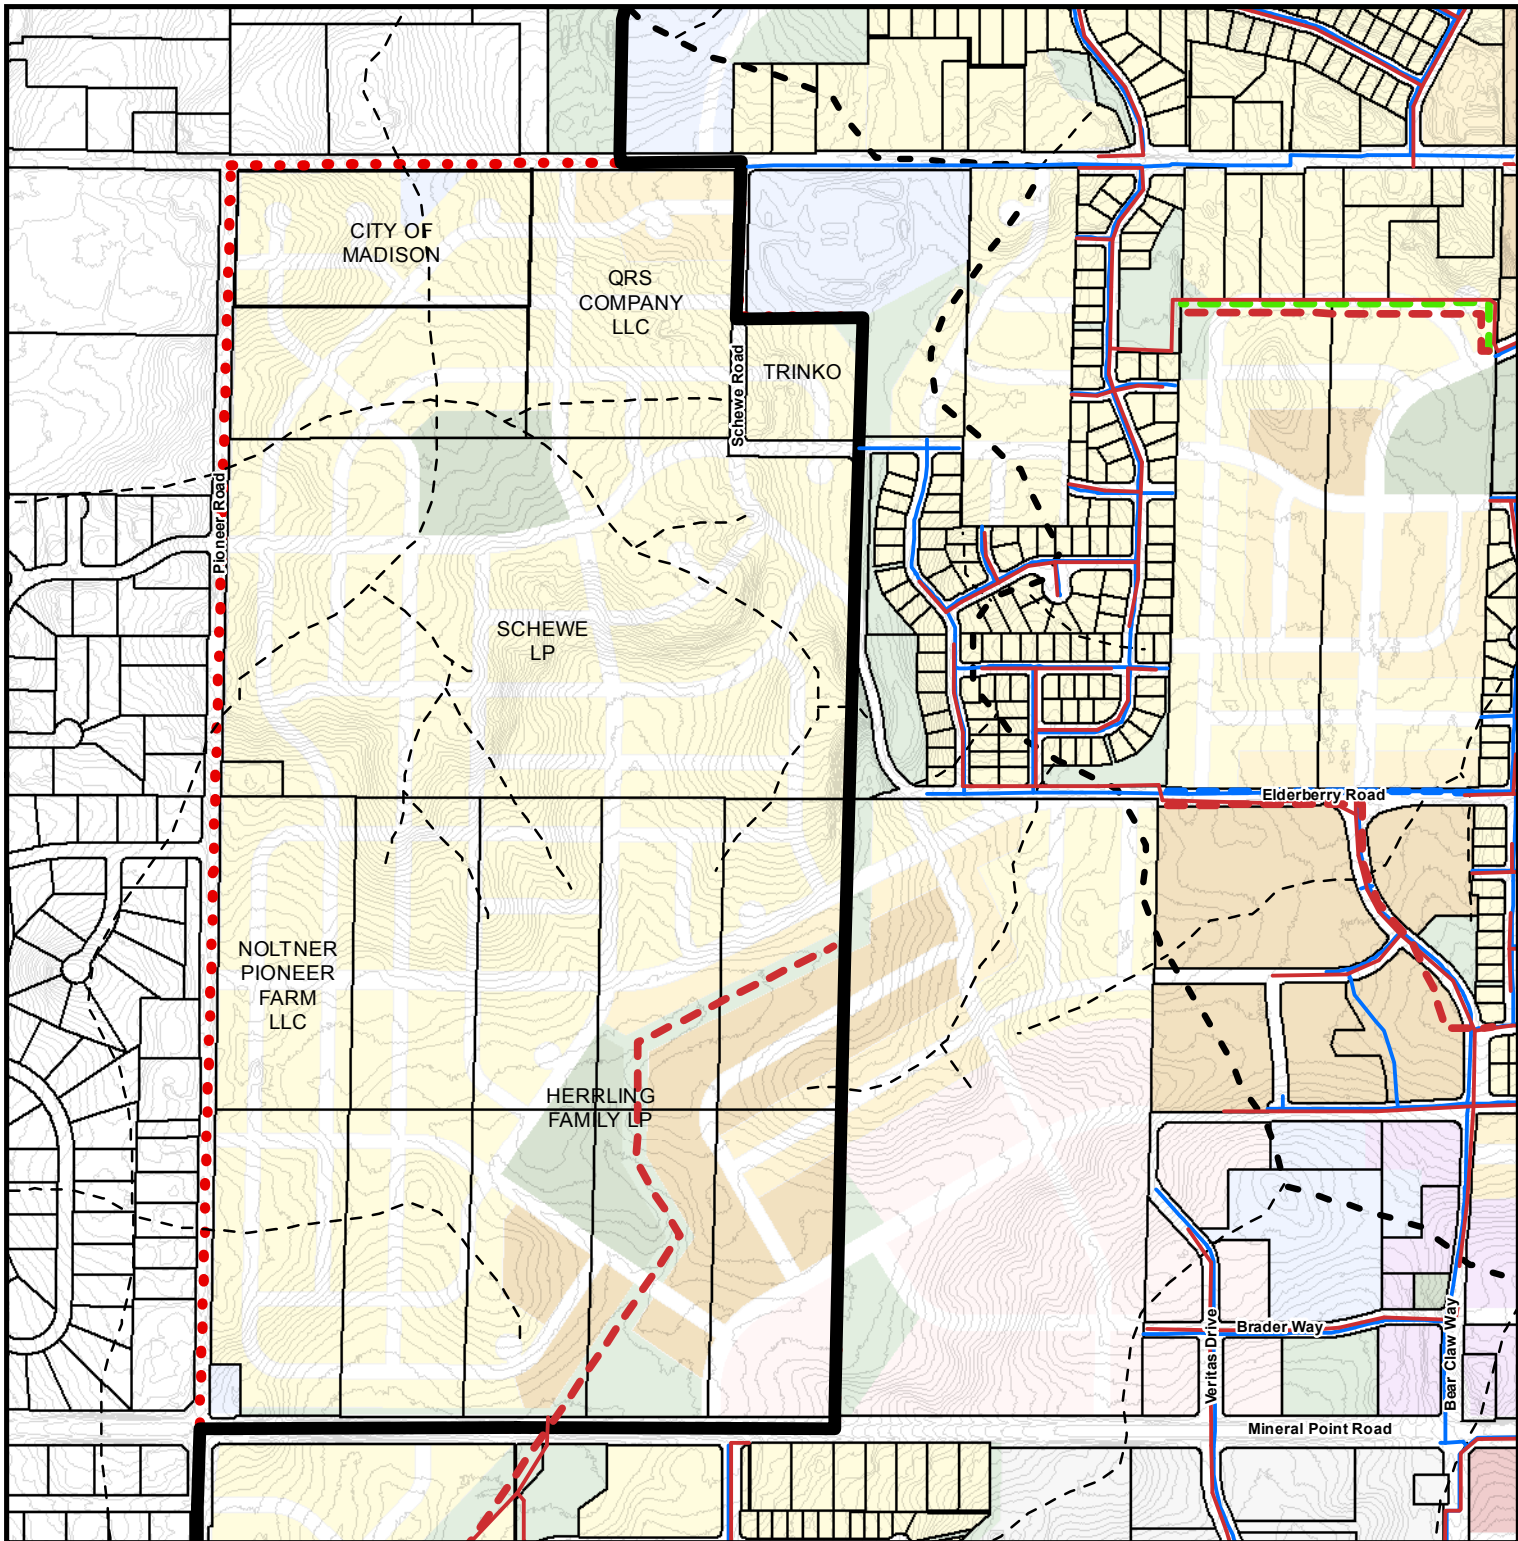 CITY OF
MADISON
QRS
COMPANY
LLC
TRINKO
Schewe Road
Pioneer Road
SCHEWE
LP
Elderberry Road
NOLTNER
PIONEER
FARM
LLC
HERRLING
FAMILY LP
Veritas Drive
Brader Way
Bear Claw Way
Mineral Point Road